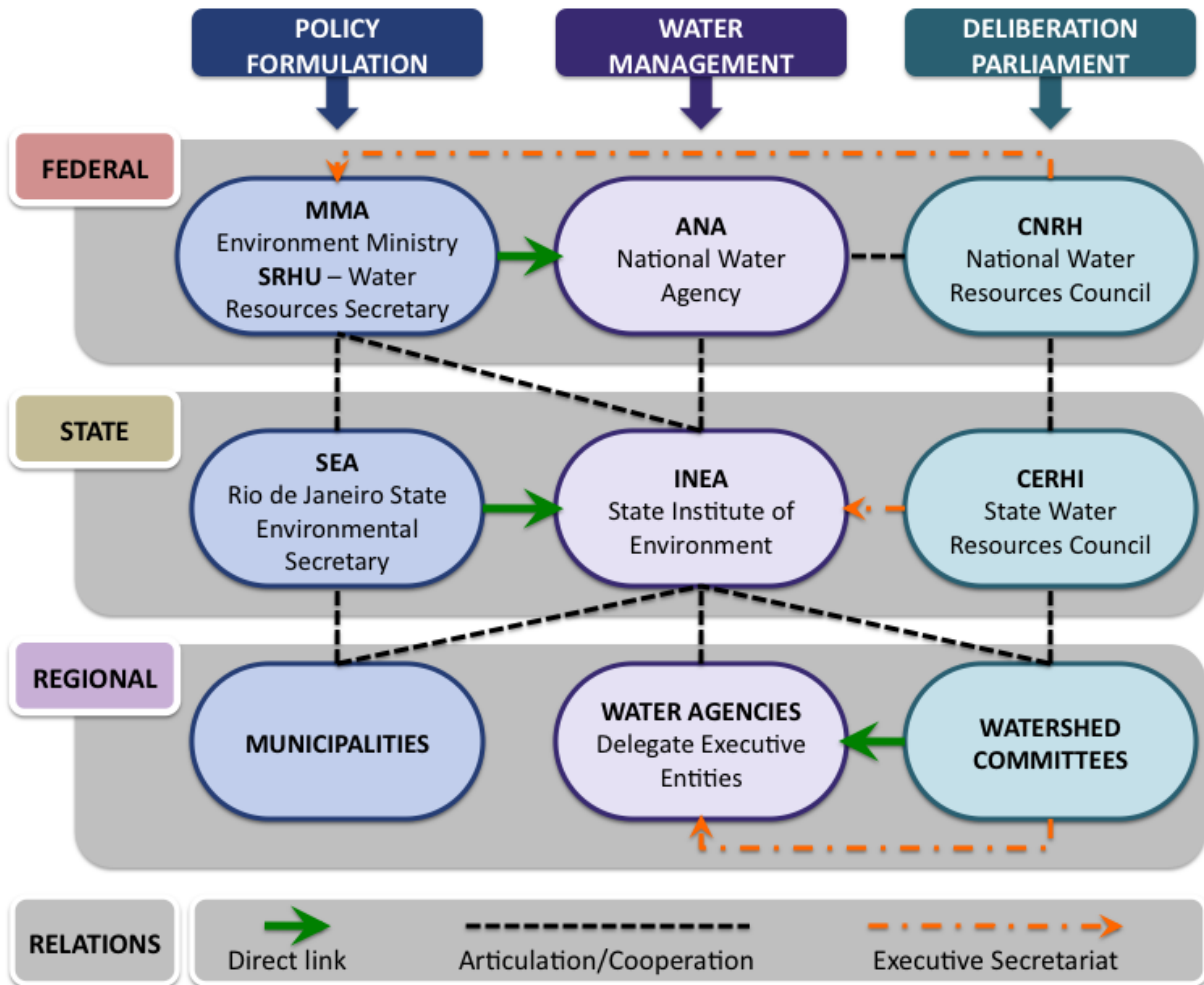 POLICY
FORMULATION
WATER
MANAGEMENT
DELIBERATION
PARLIAMENT
FEDERAL
MMA
Environment Ministry
SRHU – Water
Resources Secretary
ANA
National Water
Agency
CNRH
National Water
Resources Council
STATE
SEA
Rio de Janeiro State
Environmental
Secretary
INEA
State Institute of
Environment
CERHI
State Water
Resources Council
REGIONAL
MUNICIPALITIES
WATER AGENCIES
Delegate Executive
Entities
WATERSHED
COMMITTEES
RELATIONS
Direct link
Articulation/Cooperation
Executive Secretariat